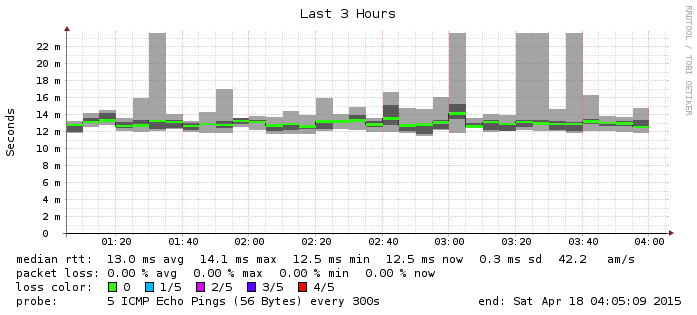 Last 3 Hours
RRDTOOL / TOBI OETIKER
Seconds
22 m
20 m
18 m
16 m
14 m
12 m
10 m
8 m
6 m
4 m
2 m
0
01:20 01:40 02:00 02:20 02:40 03:00 03:20 03:40 04:00
median rtt: 13.0 ms avg 14.1 ms max 12.5 ms min 12.5 ms now 0.3 ms sd 42.2 am/s
packet loss: 0.00 % avg 0.00 % max 0.00 % min 0.00 % now
loss color: 0 1/5 2/5 3/5 4/5
probe: 5 ICMP Echo Pings (56 Bytes) every 300s end: Sat Apr 18 04:05:09 2015